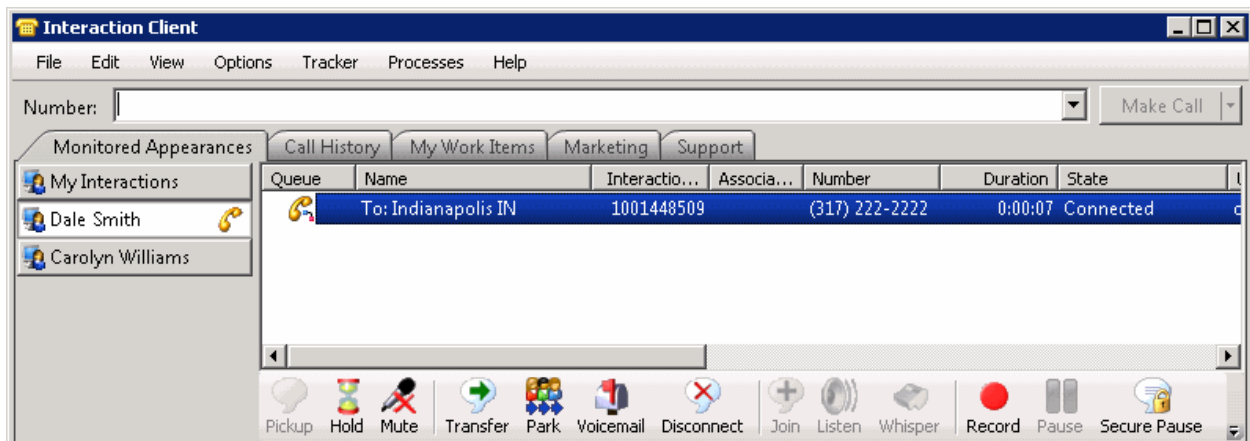 Interaction Client
File Edit View Options Tracker Processes Help
Number: Make Call
Monitored Appearances Call History My Work Items Marketing Support
My Interactions Queue Name Interactio... Associa... Number Duration State
Dale Smith To: Indianapolis IN 1001448509 (317) 222-2222 0:00:07 Connected
Carolyn Williams
Pickup Hold Mute Transfer Park Voicemail Disconnect Join Listen Whisper Record Pause Secure Pause